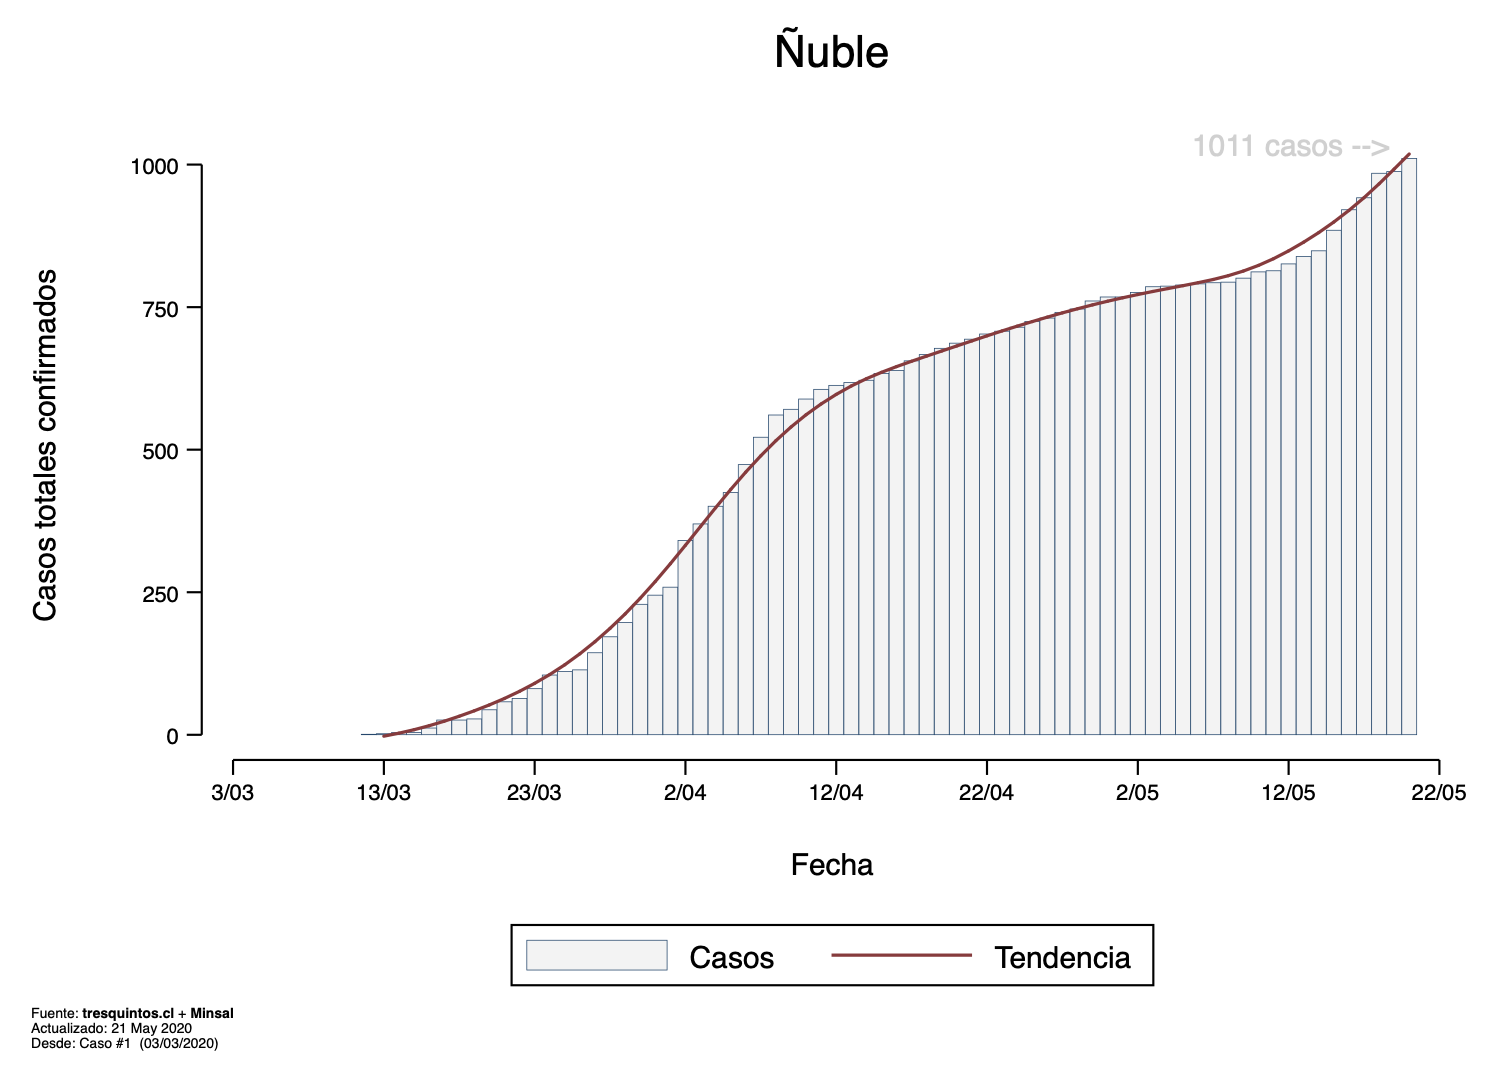 Ñuble
1011 casos -->
Casos totales confirmados
1000
750
500
250
0
3/03 13/03 23/03 2/04 12/04 22/04 2/05 12/05 22/05
Fecha
Casos Tendencia
Fuente: tresquintos.cl + Minsal
Actualizado: 21 May 2020
Desde: Caso #1 (03/03/2020)